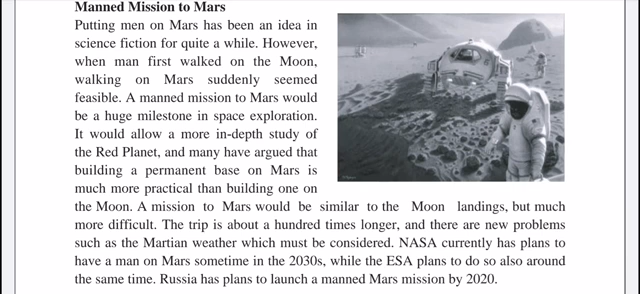 Manned Mission to Mars
Putting men on Mars has been an idea in
science fiction for quite a while. However,
when man first walked on the Moon,
walking on Mars suddenly seemed
feasible. A manned mission to Mars would
be a huge milestone in space exploration.
It would allow a more in-depth study of
the Red Planet, and many have argued that
building a permanent base on Mars is
much more practical than building one on
the Moon. A mission to Mars would be similar to the Moon landings, but much
more difficult. The trip is about a hundred times longer, and there are new problems
such as the Martian weather which must be considered. NASA currently has plans to
have a man on Mars sometime in the 2030s, while the ESA plans to do so also around
the same time. Russia has plans to launch a manned Mars mission by 2020.